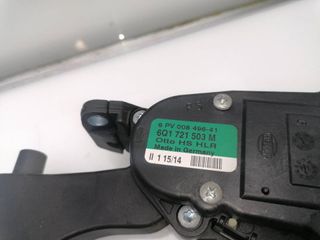 6 PV 008 496-41
6Q1 721 503 M
Otto HS HLR
Made in Germany
II 1 15/14